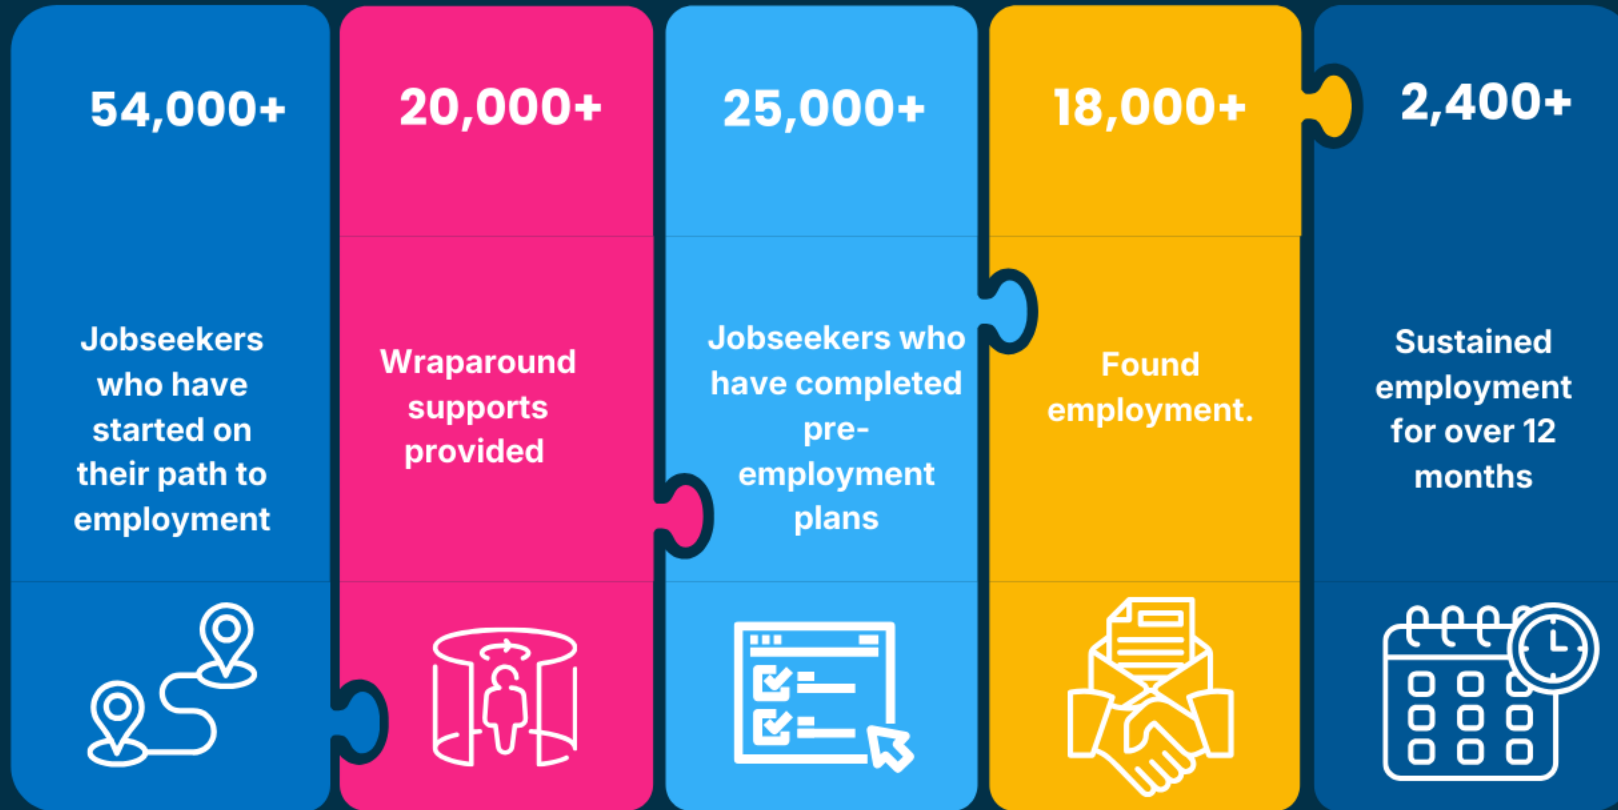 54,000+
Jobseekers
who have
started on
their path to
employment
20,000+
Wraparound
supports
provided
25,000+
Jobseekers who
have completed
pre-
employment
plans
18,000+
Found
employment.
2,400+
Sustained
employment
for over 12
months